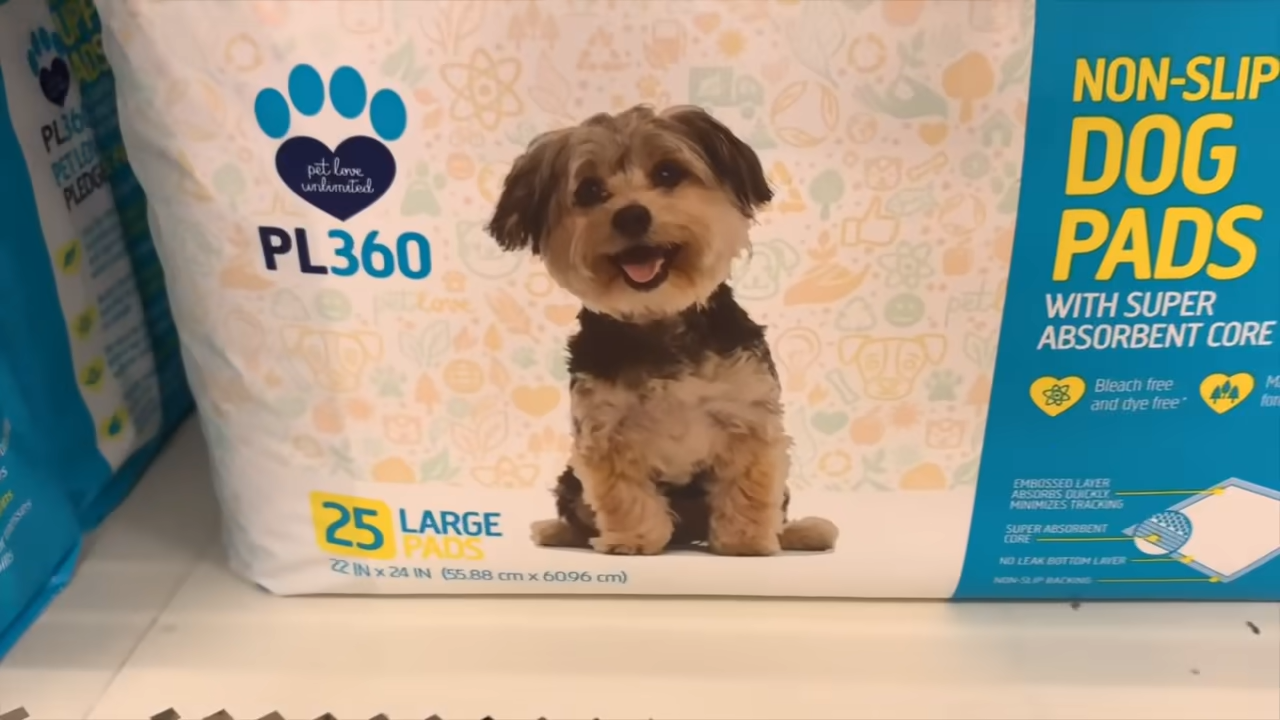 PL360
PET LOVE
PLEDGE
pet love
unlimited
PL360
25 LARGE
PADS
22 IN x 24 IN (55.88 cm x 60.96 cm)
NON-SLIP
DOG
PADS
WITH SUPER
ABSORBENT CORE
Bleach free
and dye free*
EMBOSSED LAYER
ABSORBS QUICKLY
MINIMIZES TRACKING
SUPER ABSORBENT
CORE
NO LEAK BOTTOM LAYER
NON-SLIP BACKING